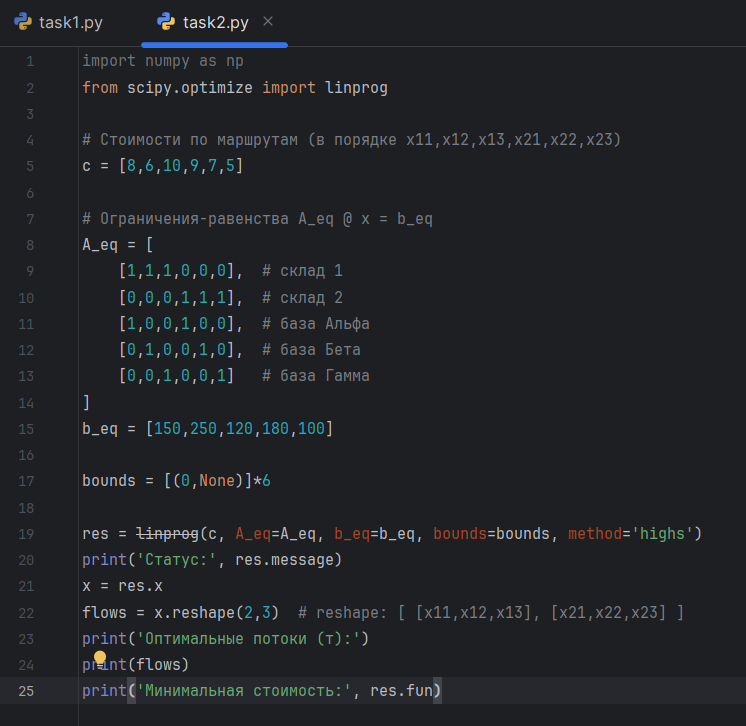 task1.py task2.py
1 import numpy as np
2 from scipy.optimize import linprog
3
4 # Стоимости по маршрутам (в порядке x11,x12,x13,x21,x22,x23)
5 c = [8,6,10,9,7,5]
6
7 # Ограничения-равенства A_eq @ x = b_eq
8 A_eq = [
9     [1,1,1,0,0,0],  # склад 1
10     [0,0,0,1,1,1],  # склад 2
11     [1,0,0,1,0,0],  # база Альфа
12     [0,1,0,0,1,0],  # база Бета
13     [0,0,1,0,0,1]   # база Гамма
14 ]
15 b_eq = [150,250,120,180,100]
16
17 bounds = [(0,None)]*6
18
19 res = linprog(c, A_eq=A_eq, b_eq=b_eq, bounds=bounds, method='highs')
20 print('Статус:', res.message)
21 x = res.x
22 flows = x.reshape(2,3)  # reshape: [ [x11,x12,x13], [x21,x22,x23] ]
23 print('Оптимальные потоки (т):')
24 print(flows)
25 print('Минимальная стоимость:', res.fun)